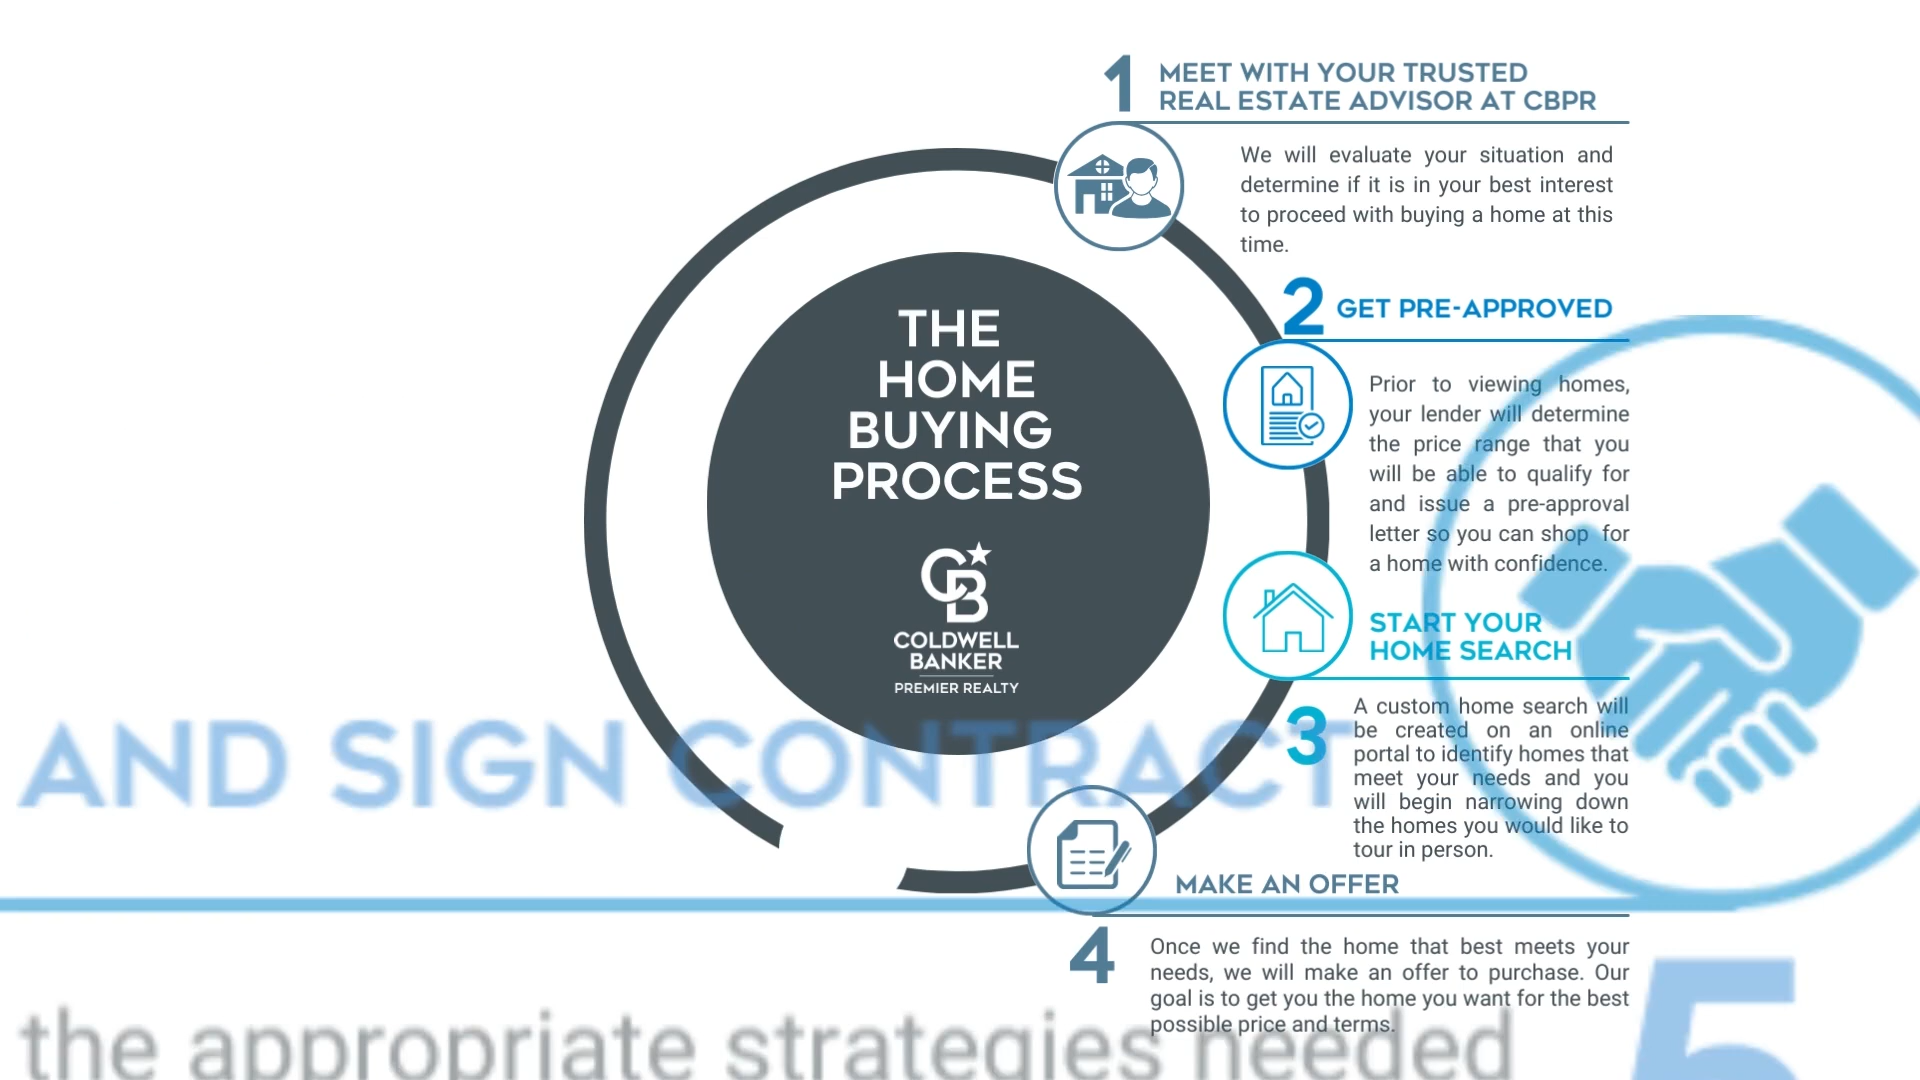 1
MEET WITH YOUR TRUSTED
REAL ESTATE ADVISOR AT CBPR
We will evaluate your situation and
determine if it is in your best interest
to proceed with buying a home at this
time.
2
GET PRE-APPROVED
Prior to viewing homes,
your lender will determine
the price range that you
will be able to qualify for
and issue a pre-approval
letter so you can shop for
a home with confidence.
START YOUR
HOME SEARCH
3
A custom home search will
be created on an online
portal to identify homes that
meet your needs and you
will begin narrowing down
the homes you would like to
tour in person.
MAKE AN OFFER
4
Once we find the home that best meets your
needs, we will make an offer to purchase. Our
goal is to get you the home you want for the best
possible price and terms.
THE
HOME
BUYING
PROCESS
CB
COLDWELL
BANKER
PREMIER REALTY
AND SIGN CONTRACT
5
the appropriate strategies needed